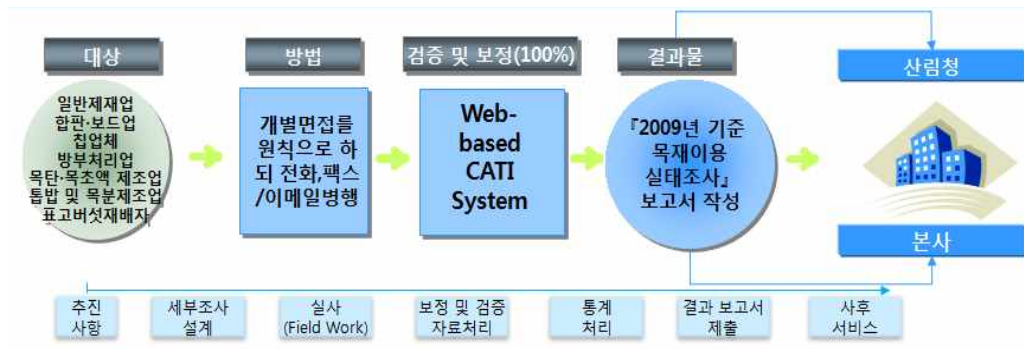 대상
방법
검증 및 보정(100%)
결과물
산림청
일반제재업
합판·보드업
칩업체
방부처리업
목탄·목초액 제조업
톱밥 및 목분제조업
표고버섯재배자
개별면접를
원칙으로 하
되 전화,팩스
/이메일병행
Web-
based
CATI
System
『2009년 기준
목재이용
실태조사』
보고서 작성
본사
추진
사항
세부조사
설계
실사
(Field Work)
보정 및 검증
자료처리
통계
처리
결과 보고서
제출
사후
서비스